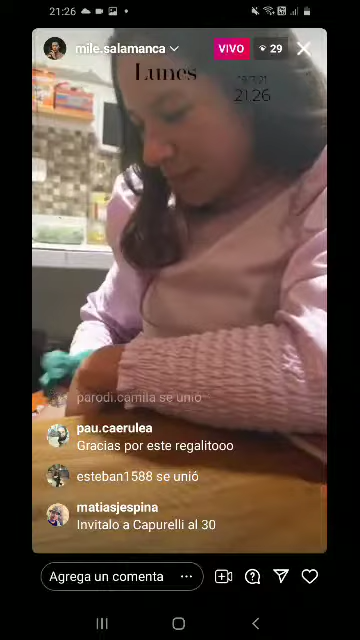 21:26
mile.salamanca
VIVO
29
Lunes
21:26
parodi.camila se unió
pau.caerulea
Gracias por este regalitooo
esteban1588 se unió
matiasjespina
Invitalo a Capurelli al 30
Agrega un comenta